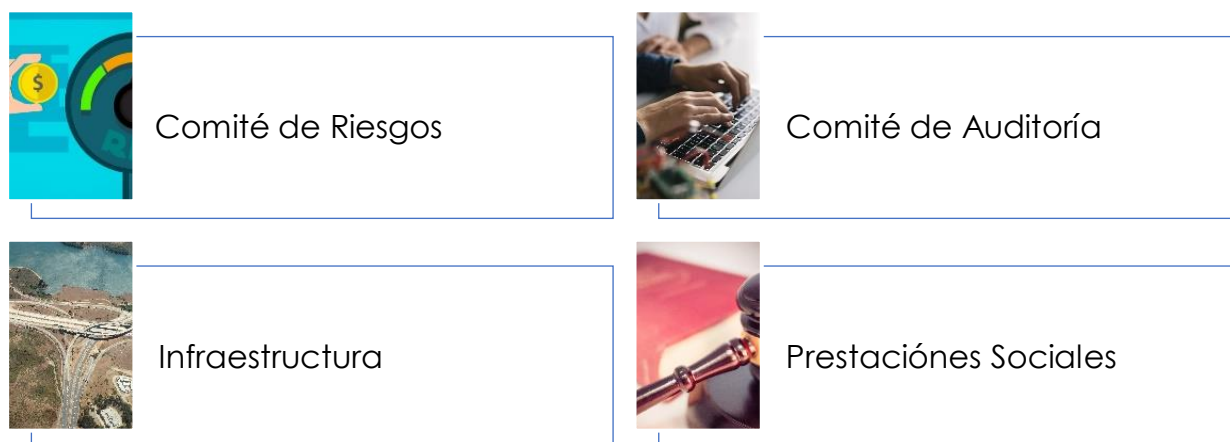 Comité de Riesgos
Comité de Auditoría
Infraestructura
Prestaciónes Sociales